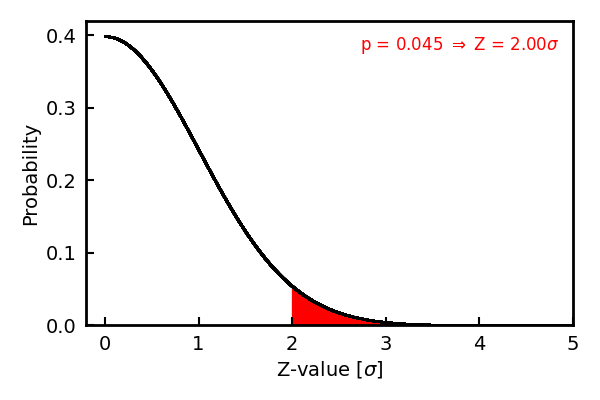 p = 0.045 ⇒ Z = 2.00σ
Probability
0.4
0.3
0.2
0.1
0.0
0 1 2 3 4 5
Z-value [σ]